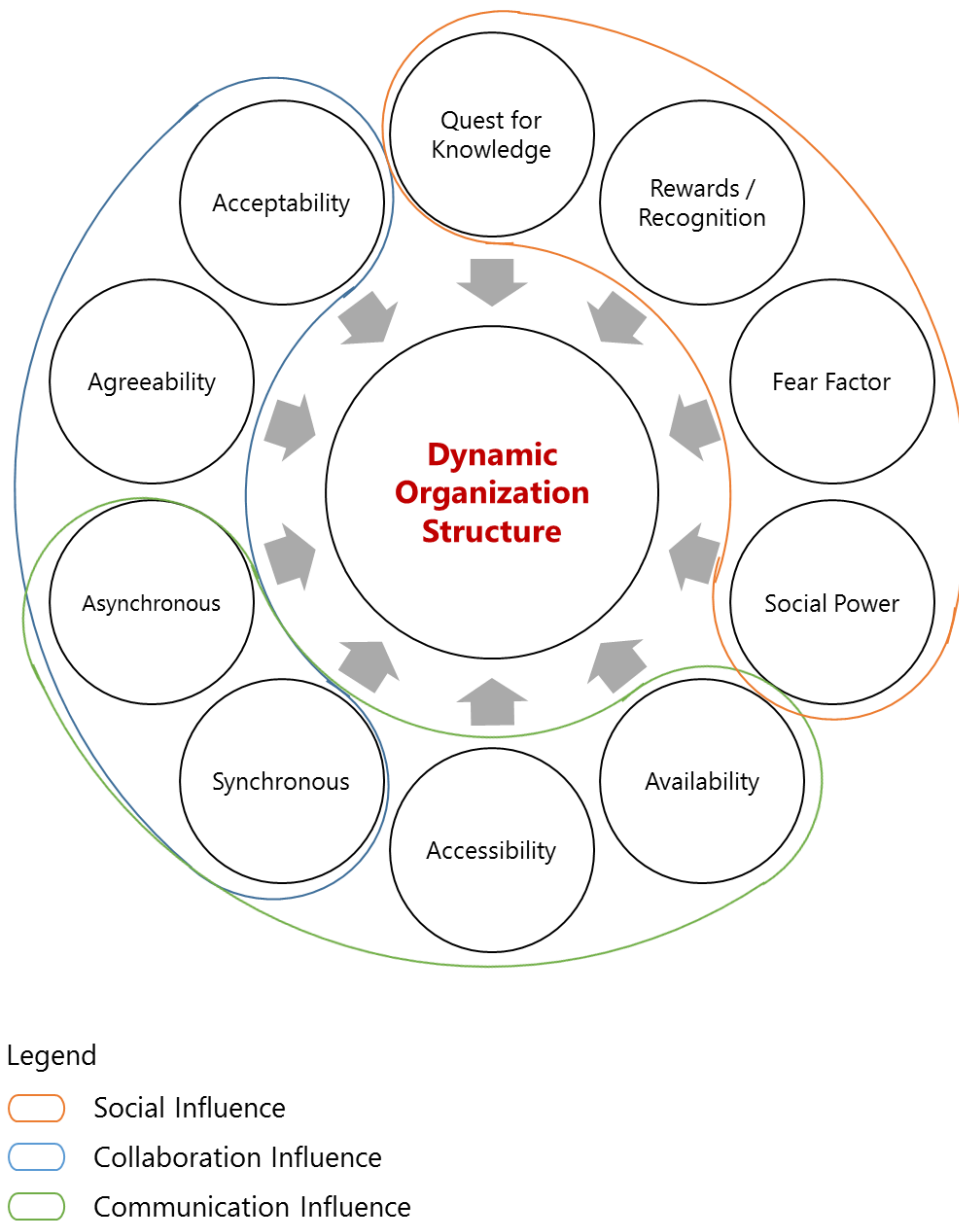 Quest for
Knowledge
Acceptability
Rewards /
Recognition
Agreeability
Fear Factor
Dynamic
Organization
Structure
Asynchronous
Social Power
Synchronous
Availability
Accessibility
Legend
Social Influence
Collaboration Influence
Communication Influence